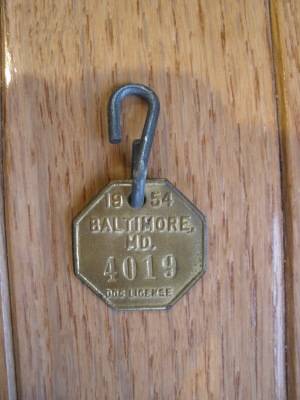 19 54
BALTIMORE,
MD.
4019
DOG LICENSE